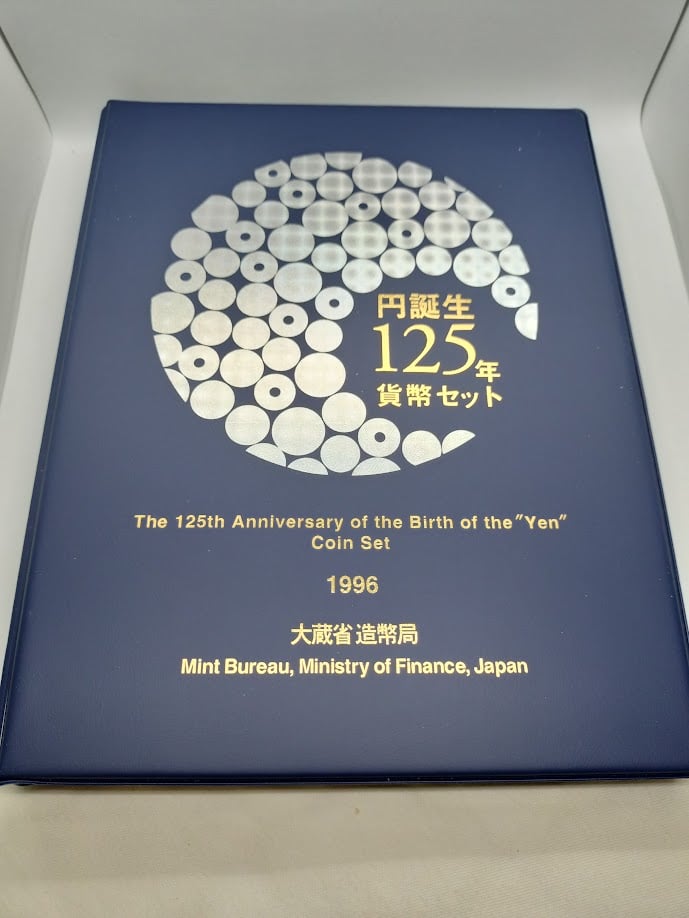 円誕生
125年
貨幣セット
The 125th Anniversary of the Birth of the "Yen"
Coin Set
1996
大蔵省造幣局
Mint Bureau, Ministry of Finance, Japan